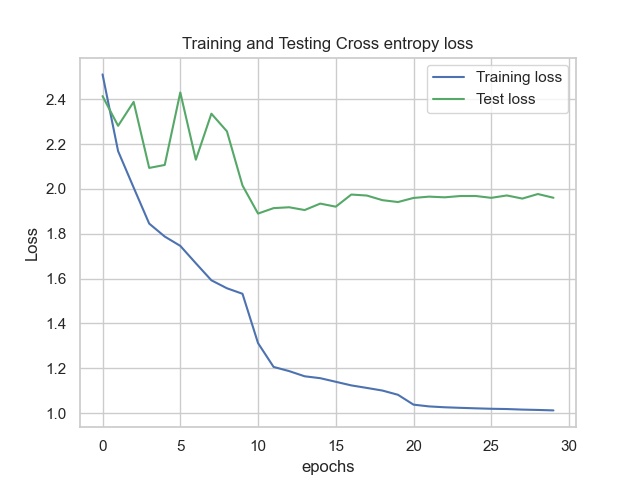 Training and Testing Cross entropy loss
Training loss
Test loss
2.4
2.2
2.0
1.8
1.6
1.4
1.2
1.0
Loss
0 5 10 15 20 25 30
epochs